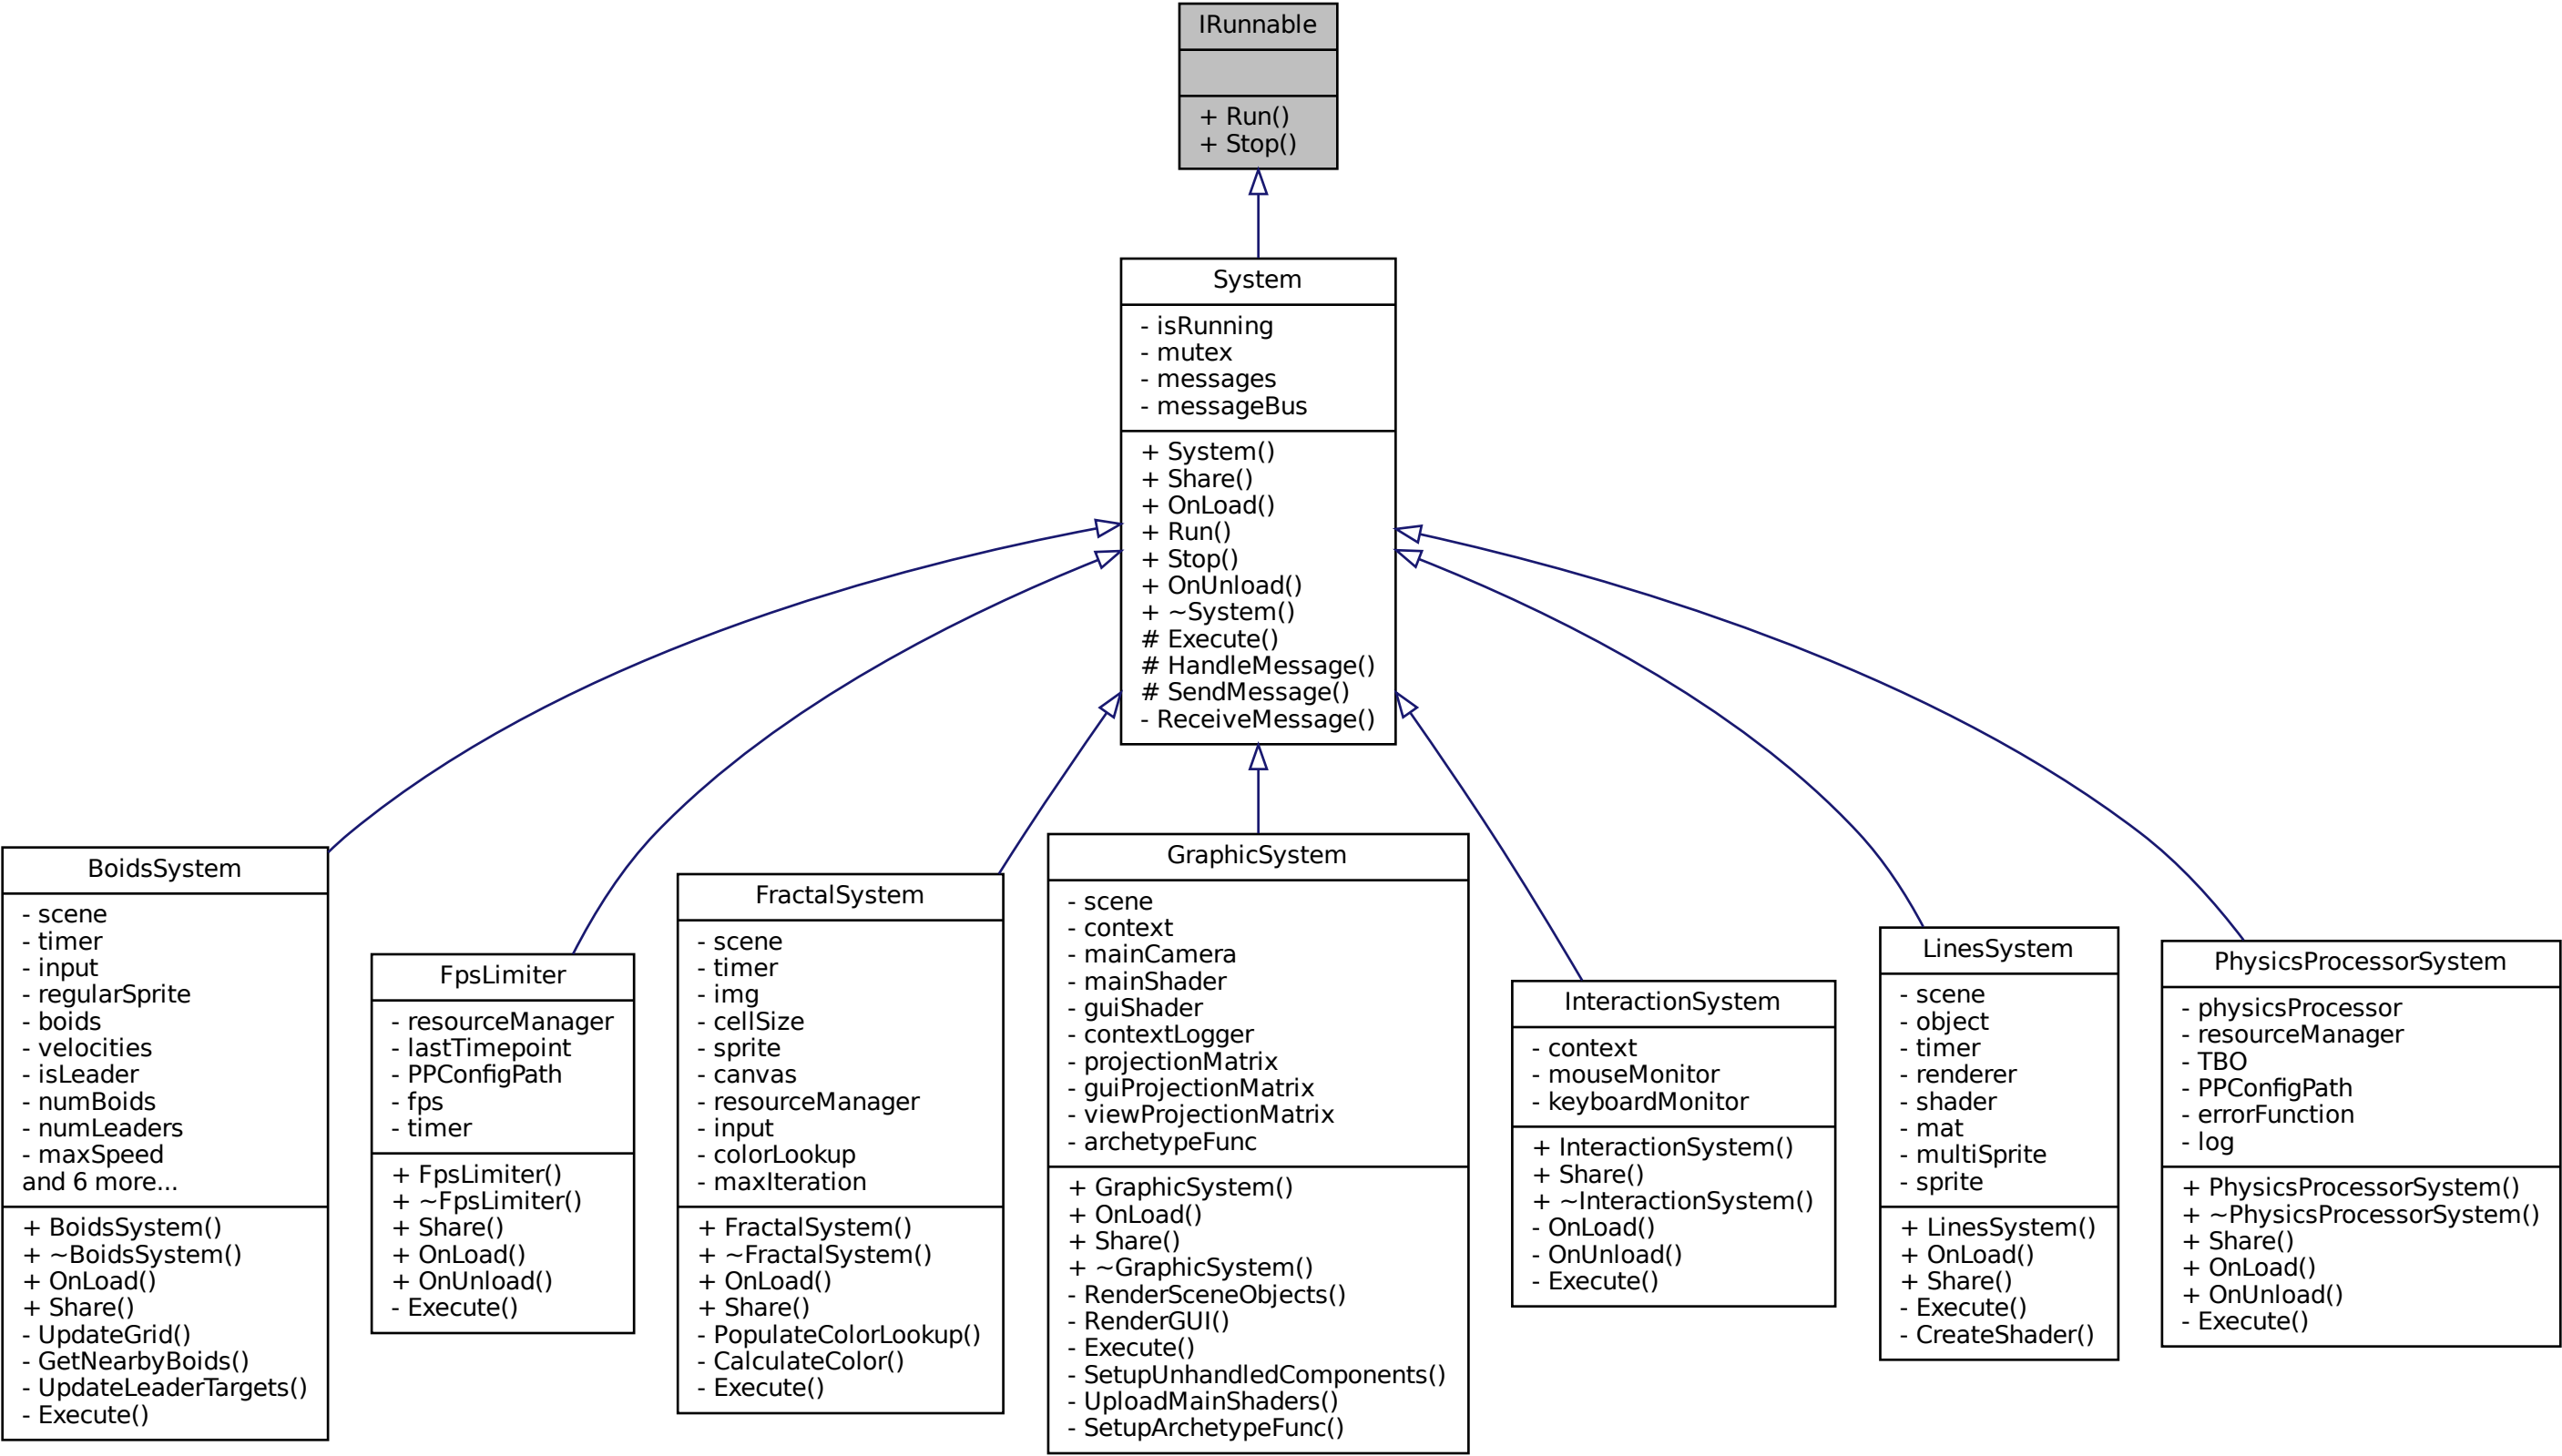 IRunnable
+ Run()
+ Stop()
System
- isRunning
- mutex
- messages
- messageBus
+ System()
+ Share()
+ OnLoad()
+ Run()
+ Stop()
+ OnUnload()
+ ~System()
# Execute()
# HandleMessage()
# SendMessage()
- ReceiveMessage()
BoidsSystem
- scene
- timer
- input
- regularSprite
- boids
- velocities
- isLeader
- numBoids
- numLeaders
- maxSpeed
and 6 more...
+ BoidsSystem()
+ ~BoidsSystem()
+ OnLoad()
+ Share()
- UpdateGrid()
- GetNearbyBoids()
- UpdateLeaderTargets()
- Execute()
FpsLimiter
- resourceManager
- lastTimepoint
- PPConfigPath
- fps
- timer
+ FpsLimiter()
+ ~FpsLimiter()
+ Share()
+ OnLoad()
+ OnUnload()
- Execute()
FractalSystem
- scene
- timer
- img
- cellSize
- sprite
- canvas
- resourceManager
- input
- colorLookup
- maxIteration
+ FractalSystem()
+ ~FractalSystem()
+ OnLoad()
+ Share()
- PopulateColorLookup()
- CalculateColor()
- Execute()
GraphicSystem
- scene
- context
- mainCamera
- mainShader
- guiShader
- contextLogger
- projectionMatrix
- guiProjectionMatrix
- viewProjectionMatrix
- archetypeFunc
+ GraphicSystem()
+ OnLoad()
+ Share()
+ ~GraphicSystem()
- RenderSceneObjects()
- RenderGUI()
- Execute()
- SetupUnhandledComponents()
- UploadMainShaders()
- SetupArchetypeFunc()
InteractionSystem
- context
- mouseMonitor
- keyboardMonitor
+ InteractionSystem()
+ Share()
+ ~InteractionSystem()
- OnLoad()
- OnUnload()
- Execute()
LinesSystem
- scene
- object
- timer
- renderer
- shader
- mat
- multiSprite
- sprite
+ LinesSystem()
+ OnLoad()
+ Share()
- Execute()
- CreateShader()
PhysicsProcessorSystem
- physicsProcessor
- resourceManager
- TBO
- PPConfigPath
- errorFunction
- log
+ PhysicsProcessorSystem()
+ ~PhysicsProcessorSystem()
+ Share()
+ OnLoad()
+ OnUnload()
- Execute()